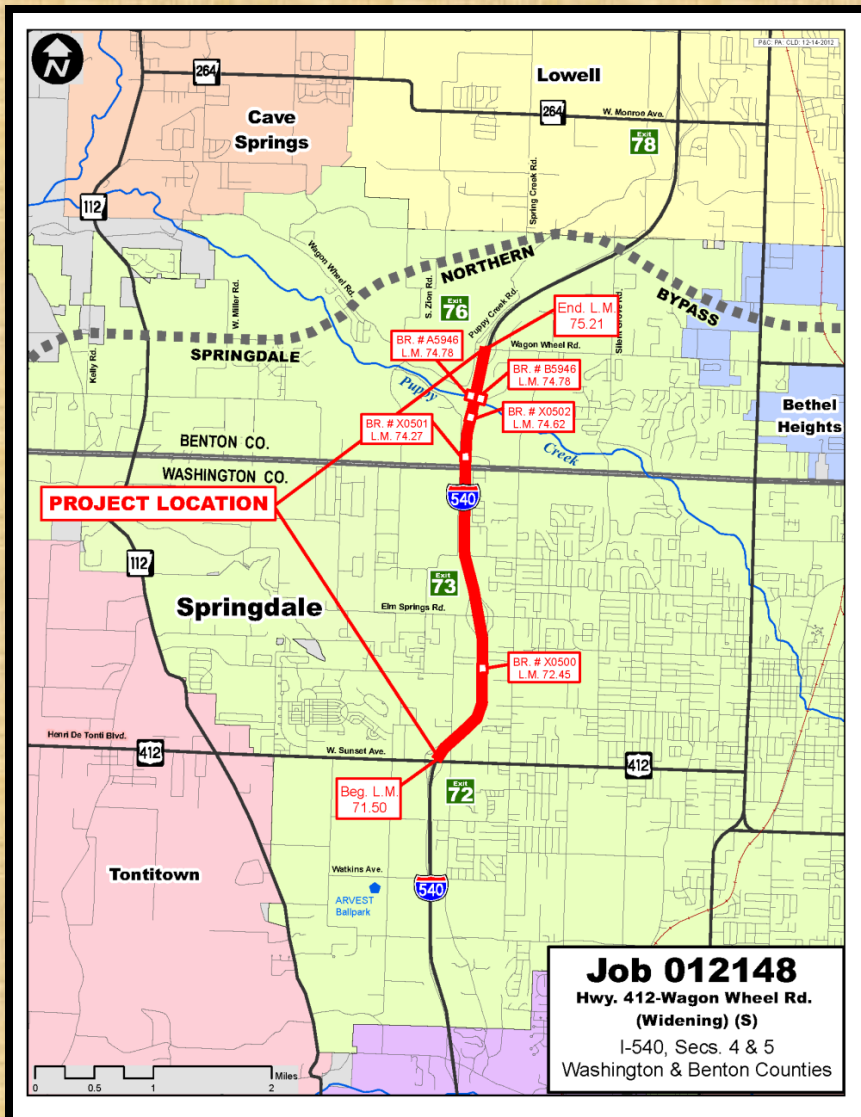 P&C: PA: CLD: 12-14-2012
N
264
Lowell
Cave
Springs
264
W. Monroe Ave.
Exit
78
Spring Creek Rd.
112
Wagon Wheel Rd.
S. Zion Rd.
NORTHERN
W. Miller Rd.
Exit
76
Puppy Creek Rd.
End. L.M.
75.21
BYPASS
Silent Grove Rd.
Kelly Rd.
SPRINGDALE
BR. # A5946
L.M. 74.78
Wagon Wheel Rd.
BR. # B5946
L.M. 74.78
Puppy
BR. # X0502
L.M. 74.62
Bethel
Heights
BR. # X0501
L.M. 74.27
Creek
BENTON CO.
WASHINGTON CO.
PROJECT LOCATION
540
112
Exit
73
Springdale
Elm Springs Rd.
BR. # X0500
L.M. 72.45
Henri De Tonti Blvd.
412
W. Sunset Ave.
412
Beg. L.M.
71.50
Exit
72
Tontitown
Watkins Ave.
540
ARVEST
Ballpark
Job 012148
Hwy. 412-Wagon Wheel Rd.
(Widening) (S)
I-540, Secs. 4 & 5
Washington & Benton Counties
Miles
0 0.5 1 2